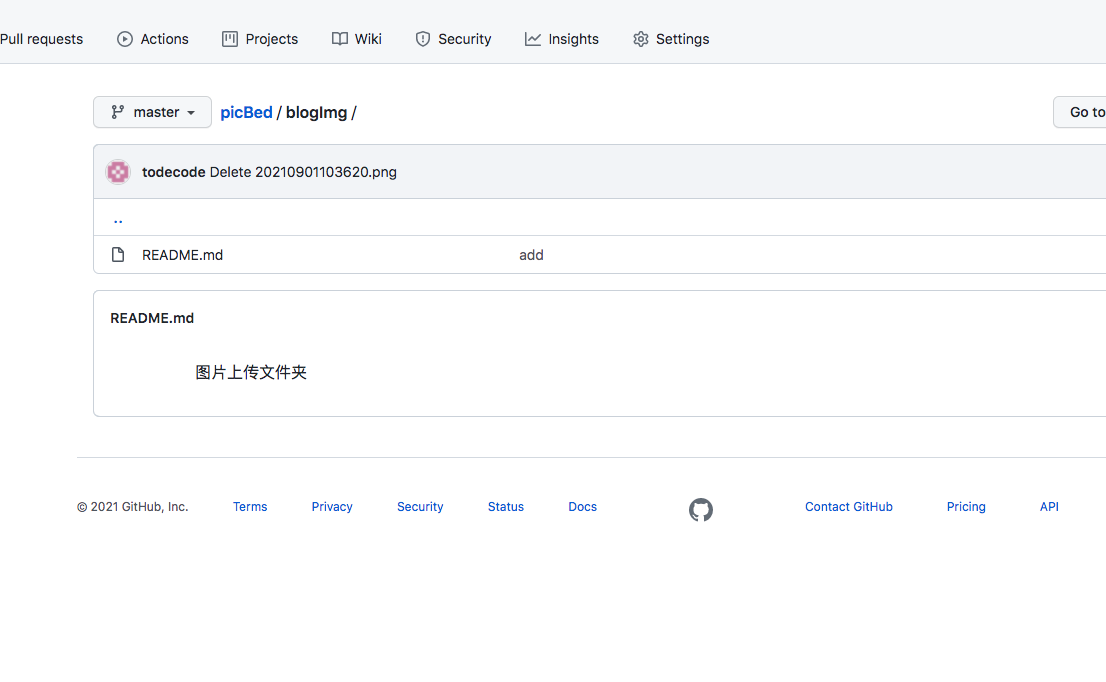 Pull requests Actions Projects Wiki Security Insights Settings
master picBed / blogImg / Go to
todecode Delete 20210901103620.png
..
README.md add
README.md
图片上传文件夹
© 2021 GitHub, Inc. Terms Privacy Security Status Docs Contact GitHub Pricing API